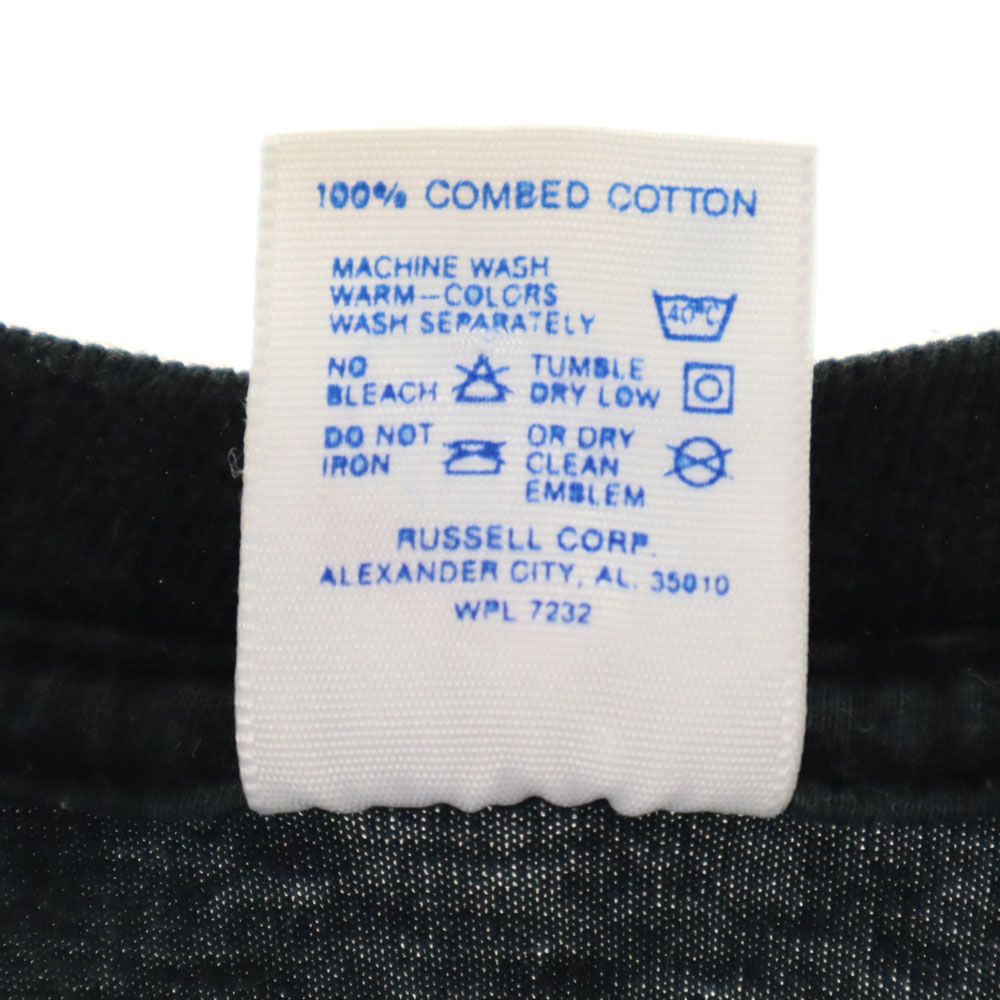 100% COMBED COTTON
MACHINE WASH
WARM—COLORS
WASH SEPARATELY
40°C
NO
BLEACH
TUMBLE
DRY LOW
DO NOT
IRON
OR DRY
CLEAN
EMBLEM
RUSSELL CORP.
ALEXANDER CITY, AL. 35010
WPL 7232